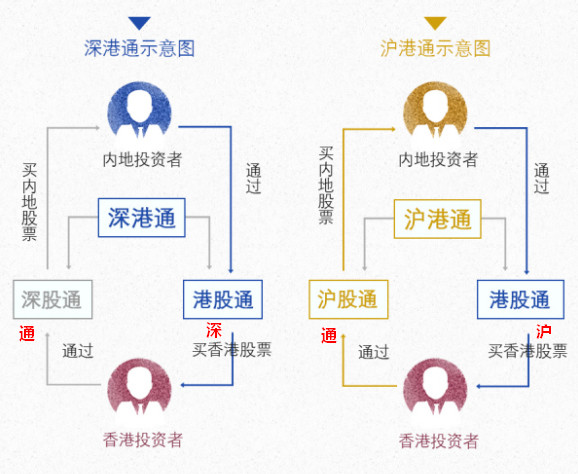 深港通示意图
内地投资者
买内地股票
通过
深港通
深股通
港股通
通
深
通过
买香港股票
香港投资者
沪港通示意图
内地投资者
买内地股票
通过
沪港通
沪股通
港股通
通
沪
通过
买香港股票
香港投资者